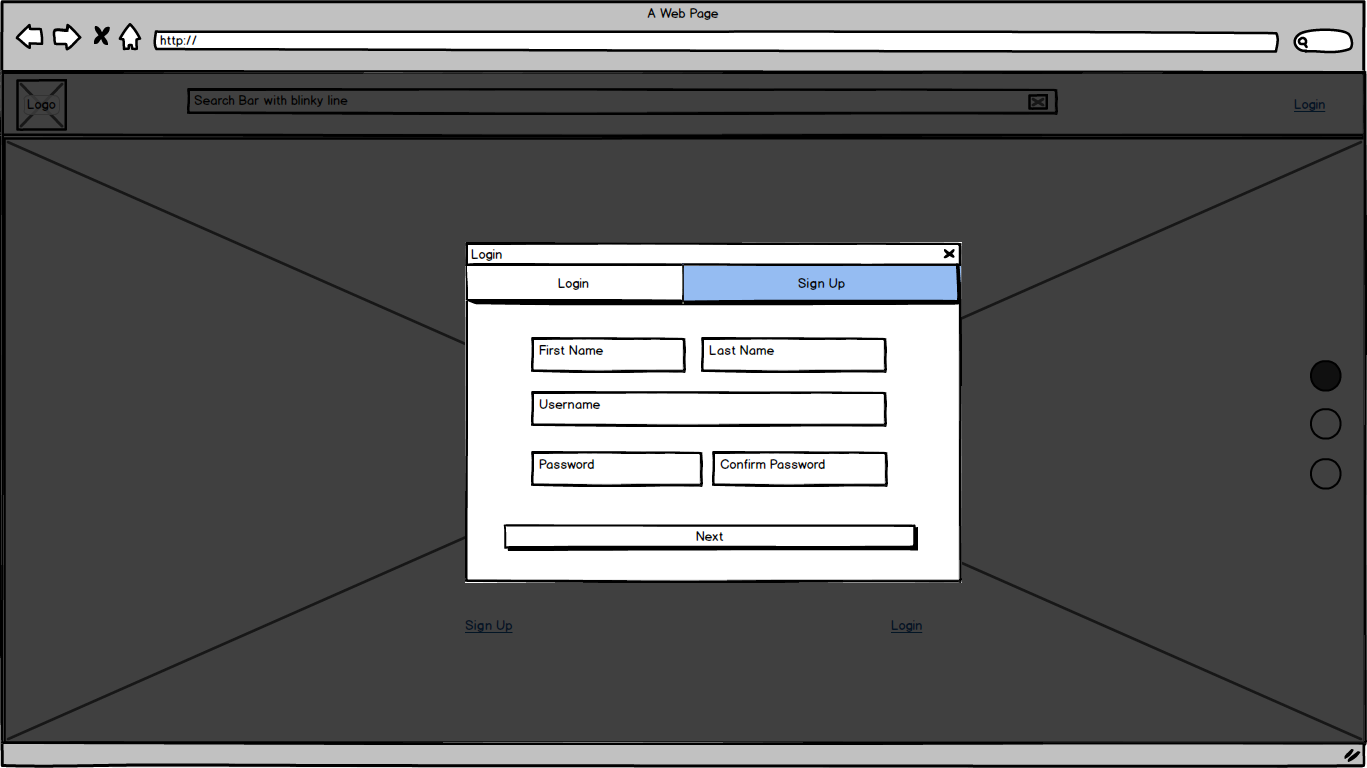 A Web Page
http://
Logo
Search Bar with blinky line
Login
Login
Login
Sign Up
First Name
Last Name
Username
Password
Confirm Password
Next
Sign Up
Login